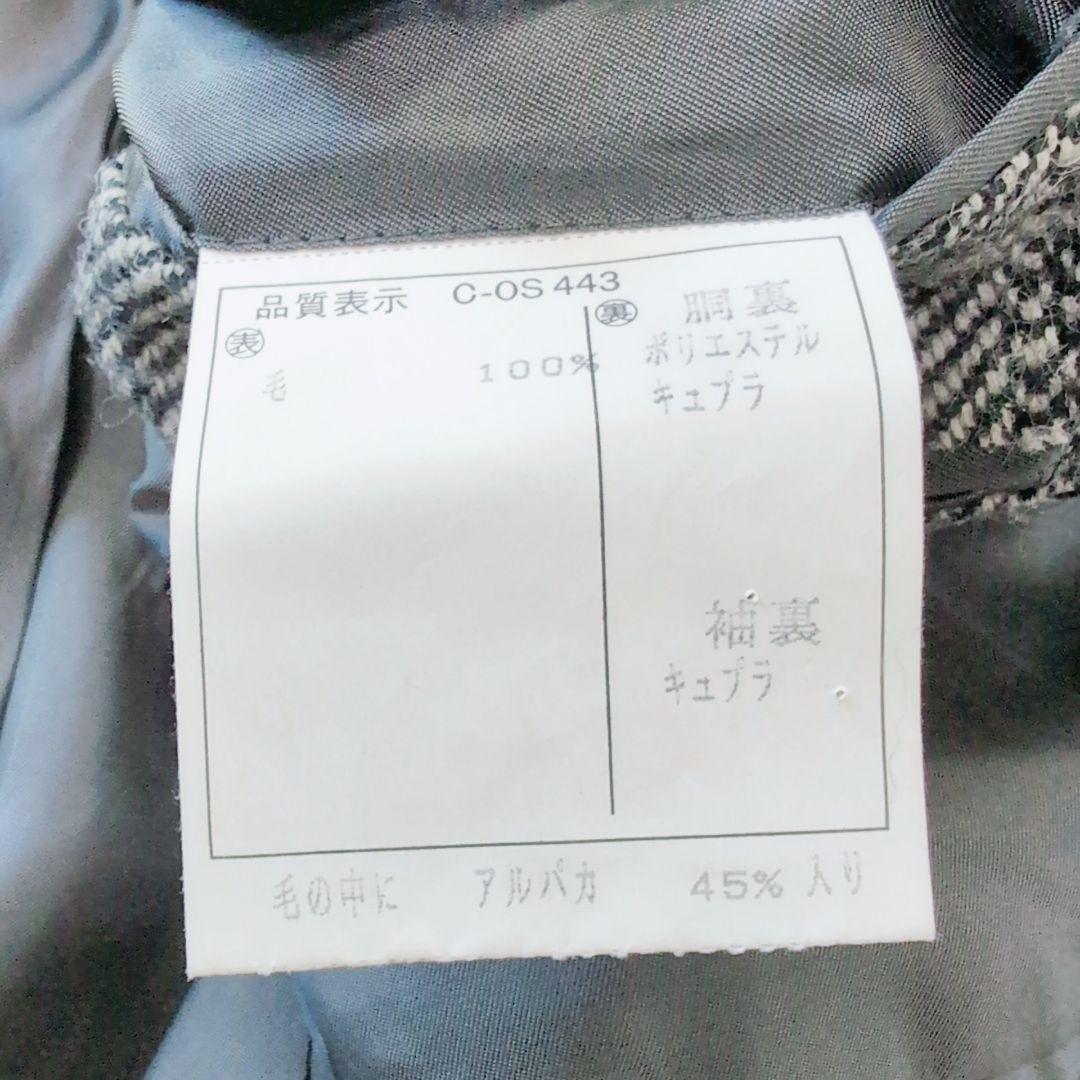 品質表示 C-OS 443
表
毛 100%
裏 胴裏
ポリエステル
キュプラ
袖裏
キュプラ
毛の中に アルパカ 45% 入り